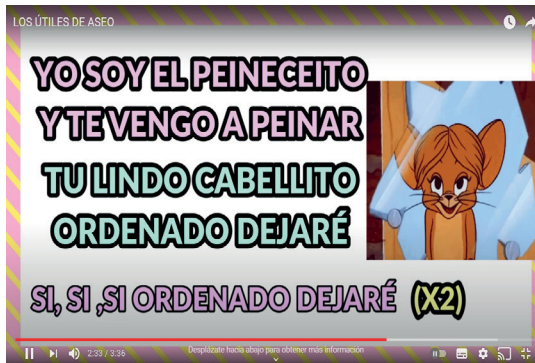 LOS ÚTILES DE ASEO
YO SOY EL PEINECEITO
Y TE VENGO A PEINAR
TU LINDO CABELLITO
ORDENADO DEJARÉ
SI, SI ,SI ORDENADO DEJARÉ (X2)
2:33 / 3:36
Desplázate hacia abajo para obtener más información